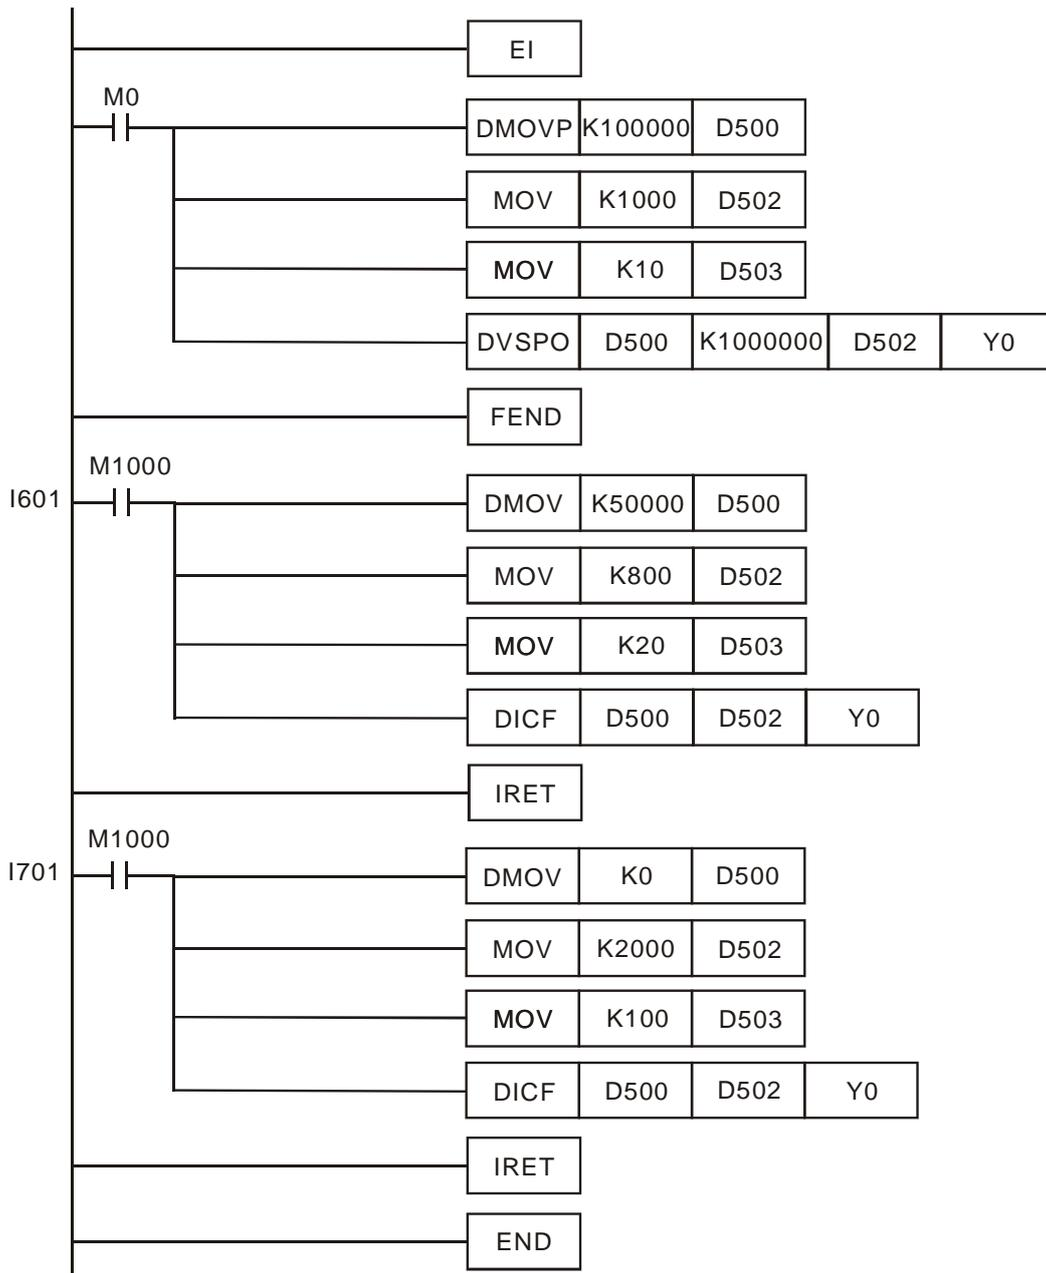 EI
M0
DMOVP K100000 D500
MOV K1000 D502
MOV K10 D503
DVSPO D500 K1000000 D502 Y0
FEND
M1000
I601
DMOV K50000 D500
MOV K800 D502
MOV K20 D503
DICF D500 D502 Y0
IRET
M1000
I701
DMOV K0 D500
MOV K2000 D502
MOV K100 D503
DICF D500 D502 Y0
IRET
END